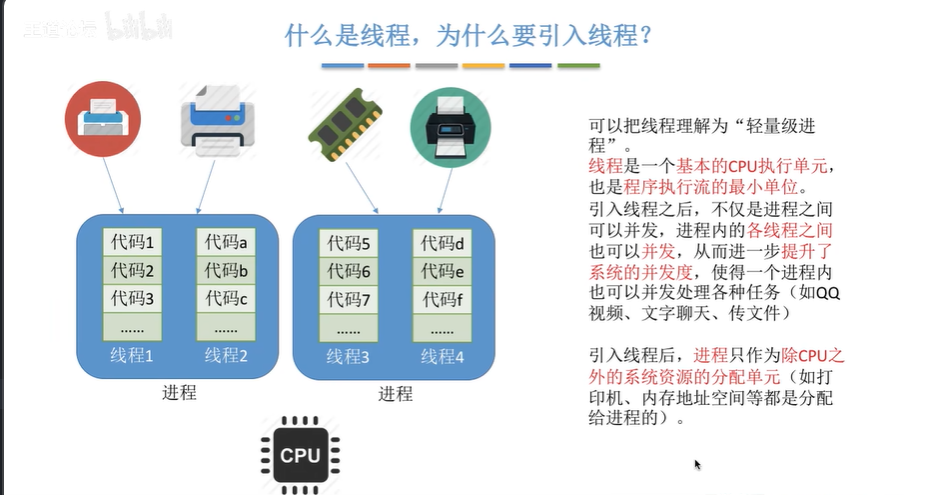 bilibili
什么是线程，为什么要引入线程？
可以把线程理解为“轻量级进
程”。
线程是一个基本的CPU执行单元，
也是程序执行流的最小单位。
引入线程之后，不仅是进程之间
可以并发，进程内的各线程之间
也可以并发，从而进一步提升了
系统的并发度，使得一个进程内
也可以并发处理各种任务（如QQ
视频、文字聊天、传文件）
引入线程后，进程只作为除CPU之
外的系统资源的分配单元（如打
印机、内存地址空间等都是分配
给进程的）。
代码1
代码2
代码3
......
线程1
代码a
代码b
代码c
......
线程2
进程
代码5
代码6
代码7
......
线程3
代码d
代码e
代码f
......
线程4
进程
CPU